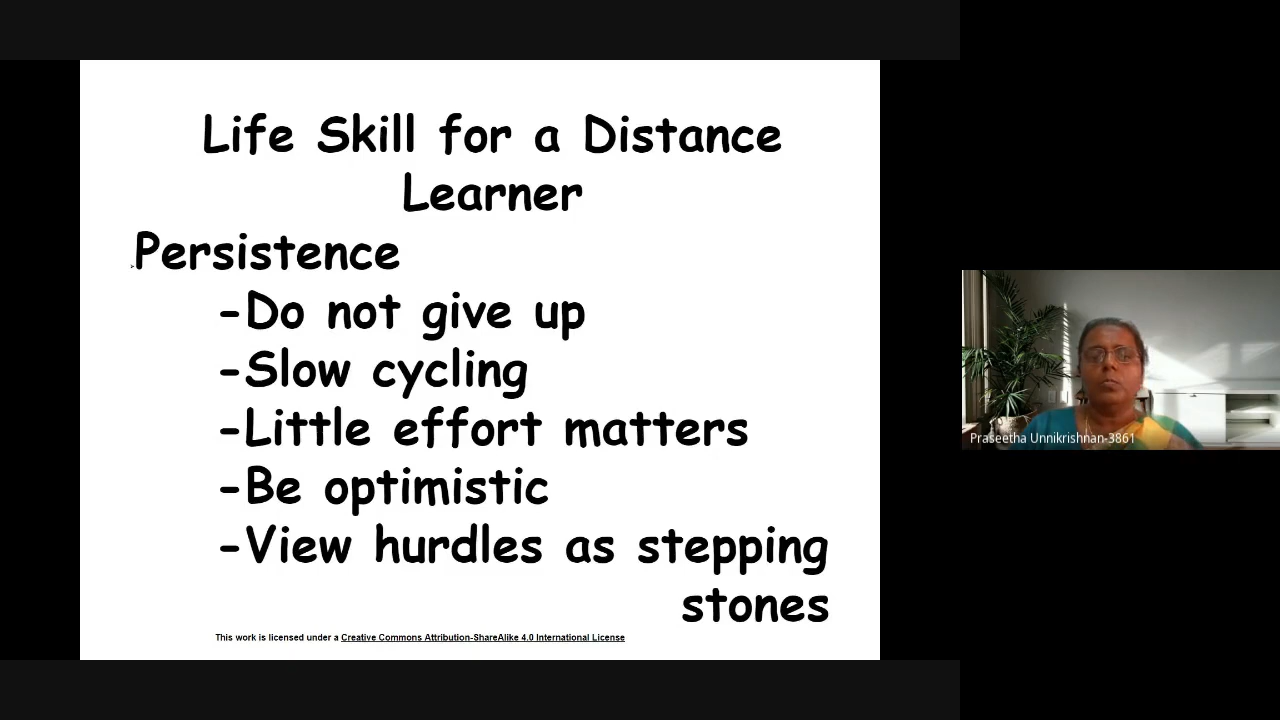 Life Skill for a Distance
Learner
Persistence
-Do not give up
-Slow cycling
-Little effort matters
-Be optimistic
-View hurdles as stepping
stones
This work is licensed under a Creative Commons Attribution-ShareAlike 4.0 International License
Praseetha Unnikrishnan-3861